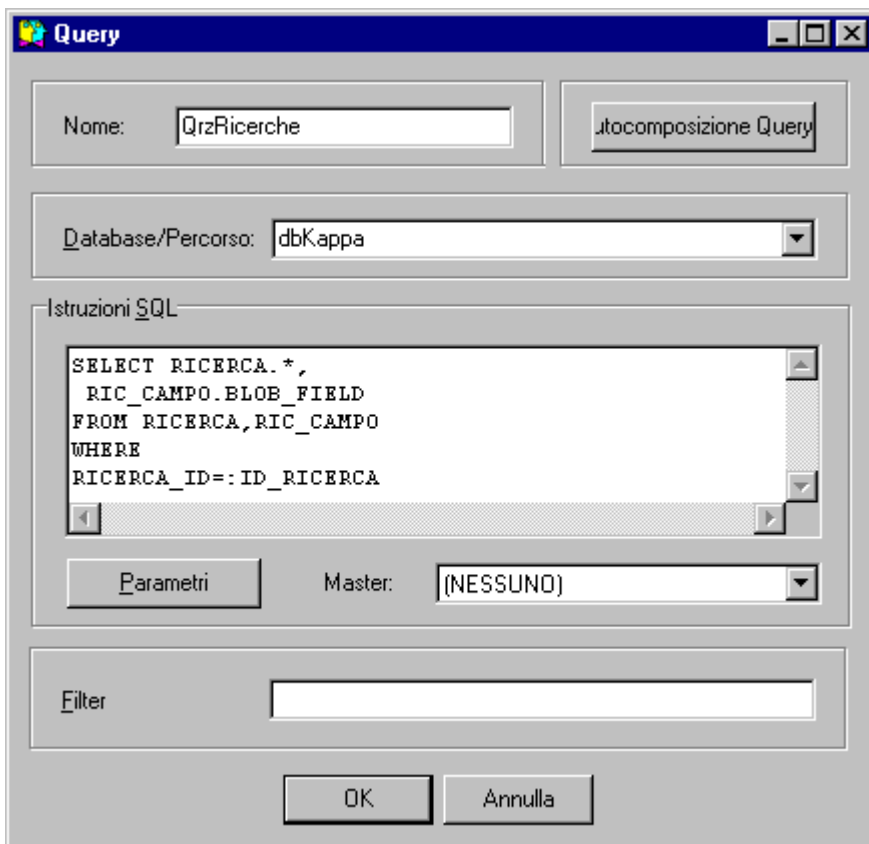 Query
Nome: QrzRicerche
utocomposizione Query
Database/Percorso: dbKappa
Istruzioni SQL
SELECT RICERCA.*,
RIC_CAMPO.BLOB_FIELD
FROM RICERCA,RIC_CAMPO
WHERE
RICERCA_ID=:ID_RICERCA
Parametri Master: (NESSUNO)
Filter
OK Annulla